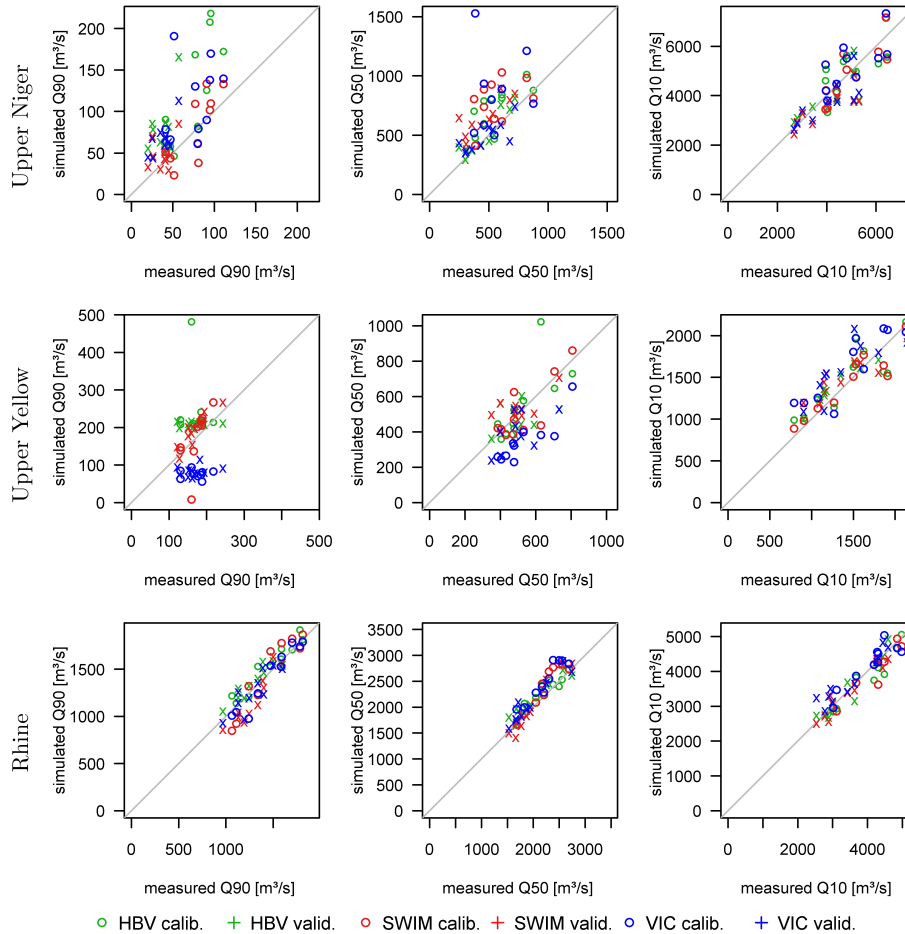 Upper Niger
simulated Q90 [m³/s]
200
150
100
50
0
0 50 100 150 200
measured Q90 [m³/s]
simulated Q50 [m³/s]
1500
1000
500
0
0 500 1000 1500
measured Q50 [m³/s]
simulated Q10 [m³/s]
6000
4000
2000
0
0 2000 4000 6000
measured Q10 [m³/s]
Upper Yellow
simulated Q90 [m³/s]
500
400
300
200
100
0
0 100 300 500
measured Q90 [m³/s]
simulated Q50 [m³/s]
1000
800
600
400
200
0
0 200 600 1000
measured Q50 [m³/s]
simulated Q10 [m³/s]
2000
1500
1000
500
0
0 500 1500
measured Q10 [m³/s]
Rhine
simulated Q90 [m³/s]
1500
1000
500
0
0 500 1000
measured Q90 [m³/s]
simulated Q50 [m³/s]
3500
3000
2500
2000
1500
1000
500
0
0 1000 2000 3000
measured Q50 [m³/s]
simulated Q10 [m³/s]
5000
4000
3000
2000
1000
0
0 2000 4000
measured Q10 [m³/s]
HBV calib. HBV valid. SWIM calib. SWIM valid. VIC calib. VIC valid.